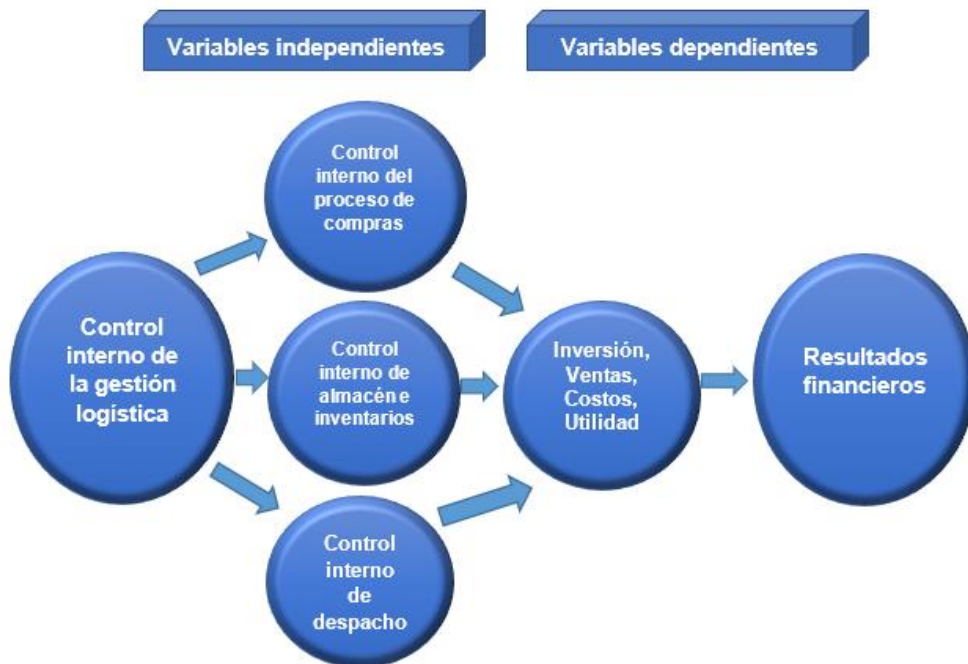 Variables independientes
Variables dependientes
Control
interno del
proceso de
compras
Control
interno de
la gestión
logística
Control
interno de
almacén e
inventarios
Inversión,
Ventas,
Costos,
Utilidad
Resultados
financieros
Control
interno
de
despacho